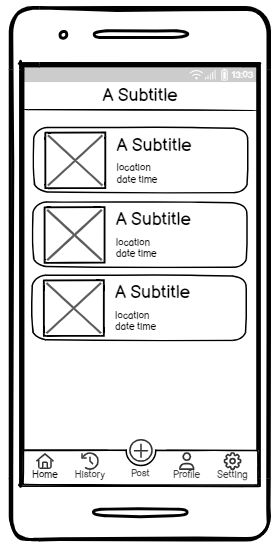 13:03
A Subtitle
A Subtitle
location
date time
A Subtitle
location
date time
A Subtitle
location
date time
Home History Post Profile Setting